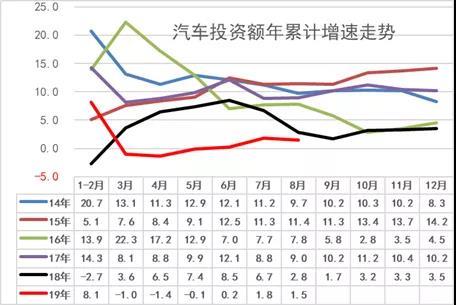 汽车投资额年累计增速走势
25.0
20.0
15.0
10.0
5.0
0.0
-5.0
1-2月 3月 4月 5月 6月 7月 8月 9月 10月 11月 12月
14年 20.7 13.1 11.3 12.9 12.1 11.2 9.7 10.2 10.3 10.2 8.3
15年 5.1 7.6 8.4 9.1 12.5 11.3 11.4 11.3 13.4 13.7 14.2
16年 13.9 22.3 17.2 12.9 7.0 7.7 7.8 5.8 2.8 3.5 4.5
17年 14.3 8.1 8.8 9.9 12.1 8.8 9.0 10.2 11.2 10.4 10.2
18年 -2.7 3.6 6.5 7.4 8.5 6.7 2.8 1.7 3.2 3.3 3.5
19年 8.1 -1.0 -1.4 -0.1 0.2 1.8 1.5